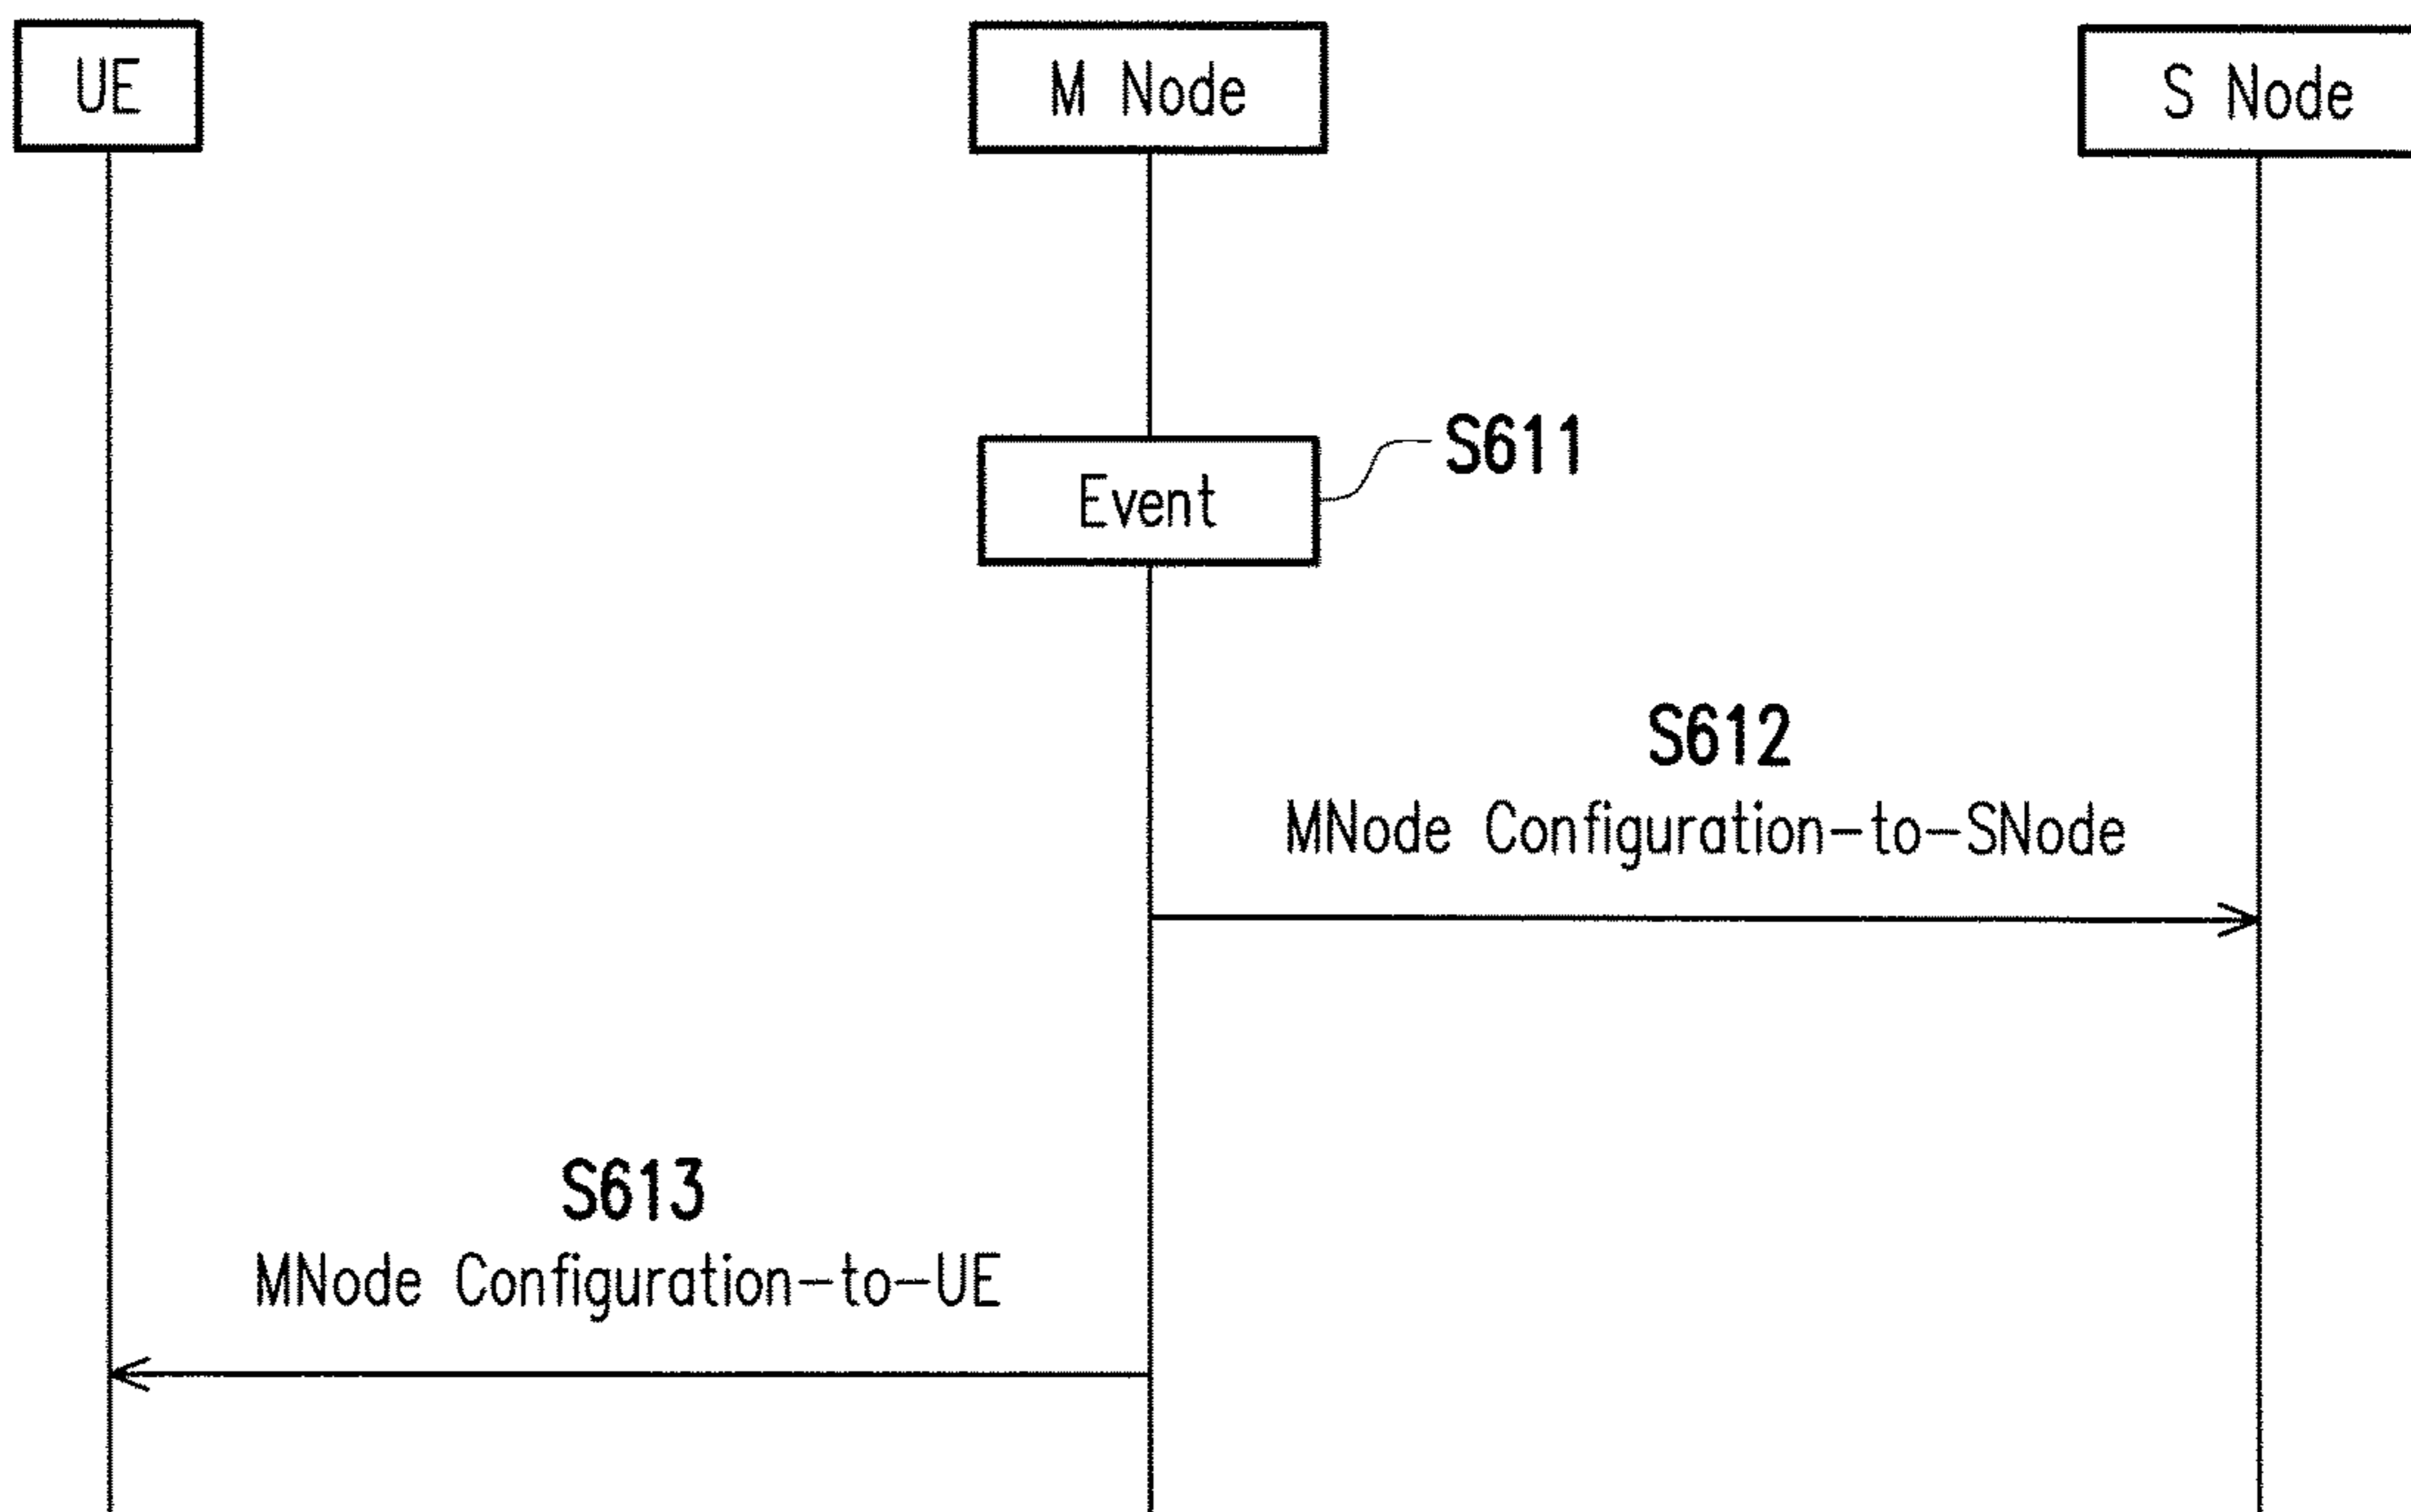 UE
M Node
S Node
Event
S611
S612
MNode Configuration-to-SNode
S613
MNode Configuration-to-UE